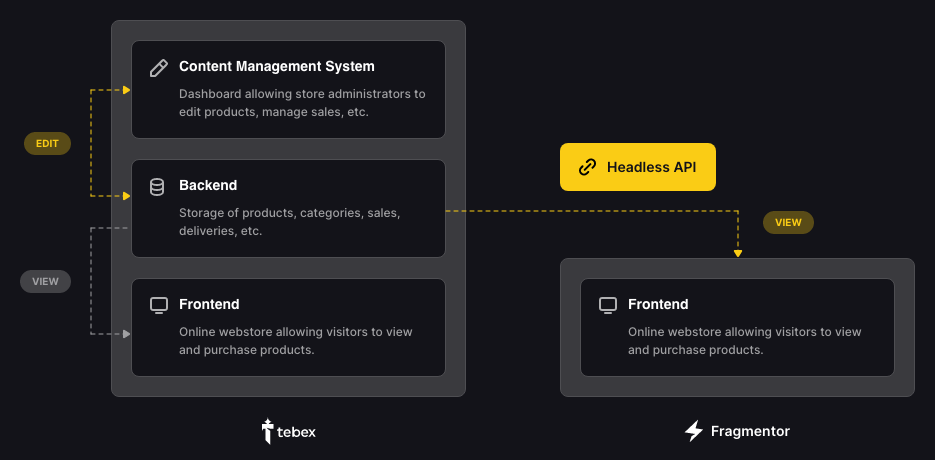 Content Management System
Dashboard allowing store administrators to
edit products, manage sales, etc.
EDIT
Backend
Storage of products, categories, sales,
deliveries, etc.
VIEW
Frontend
Online webstore allowing visitors to view
and purchase products.
tebex
Headless API
VIEW
Frontend
Online webstore allowing visitors to view
and purchase products.
Fragmentor